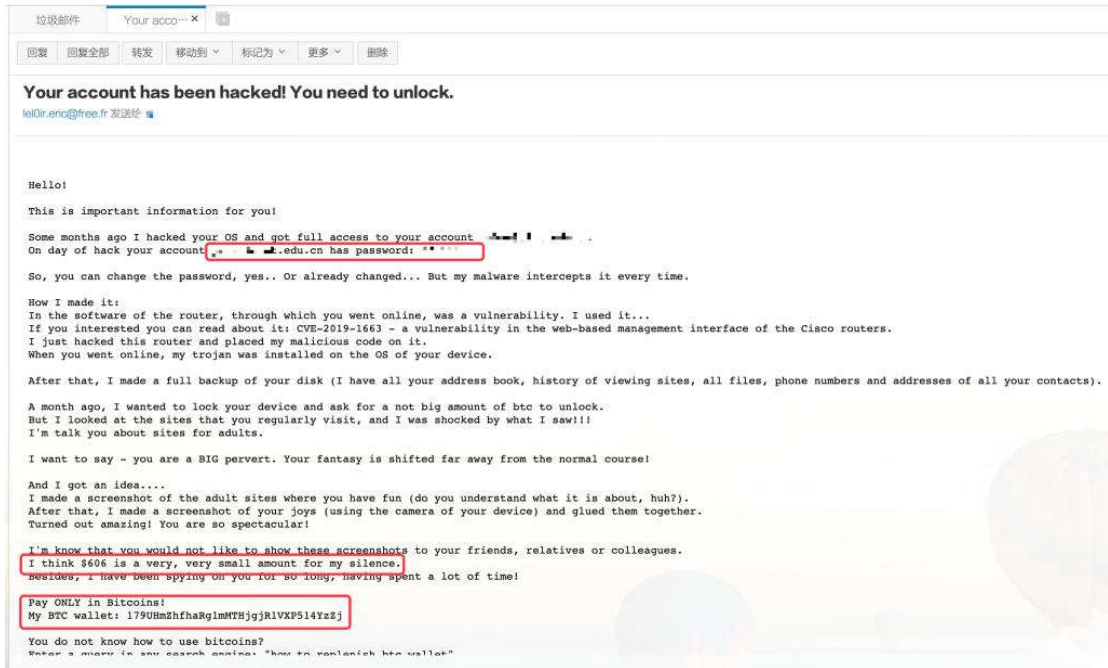 垃圾邮件
Your acco… ×
回复 回复全部 转发 移动到 标记为 更多 删除
Your account has been hacked! You need to unlock.
lel0ir.eric@free.fr 发送给
Hello!
This is important information for you!
Some months ago I hacked your OS and got full access to your account .
On day of hack your account .edu.cn has password:
So, you can change the password, yes.. Or already changed... But my malware intercepts it every time.
How I made it:
In the software of the router, through which you went online, was a vulnerability. I used it...
If you interested you can read about it: CVE-2019-1663 - a vulnerability in the web-based management interface of the Cisco routers.
I just hacked this router and placed my malicious code on it.
When you went online, my trojan was installed on the OS of your device.
After that, I made a full backup of your disk (I have all your address book, history of viewing sites, all files, phone numbers and addresses of all your contacts).
A month ago, I wanted to lock your device and ask for a not big amount of btc to unlock.
But I looked at the sites that you regularly visit, and I was shocked by what I saw!!!
I'm talk you about sites for adults.
I want to say - you are a BIG pervert. Your fantasy is shifted far away from the normal course!
And I got an idea....
I made a screenshot of the adult sites where you have fun (do you understand what it is about, huh?).
After that, I made a screenshot of your joys (using the camera of your device) and glued them together.
Turned out amazing! You are so spectacular!
I'm know that you would not like to show these screenshots to your friends, relatives or colleagues.
I think $606 is a very, very small amount for my silence.
Besides, I have been spying on you for so long, having spent a lot of time!
Pay ONLY in Bitcoins!
My BTC wallet: 179UHmZhfhaRglmMTHjgjR1VXP514YzZj
You do not know how to use bitcoins?
Enter a query in any search engine: "how to replenish btc wallet"